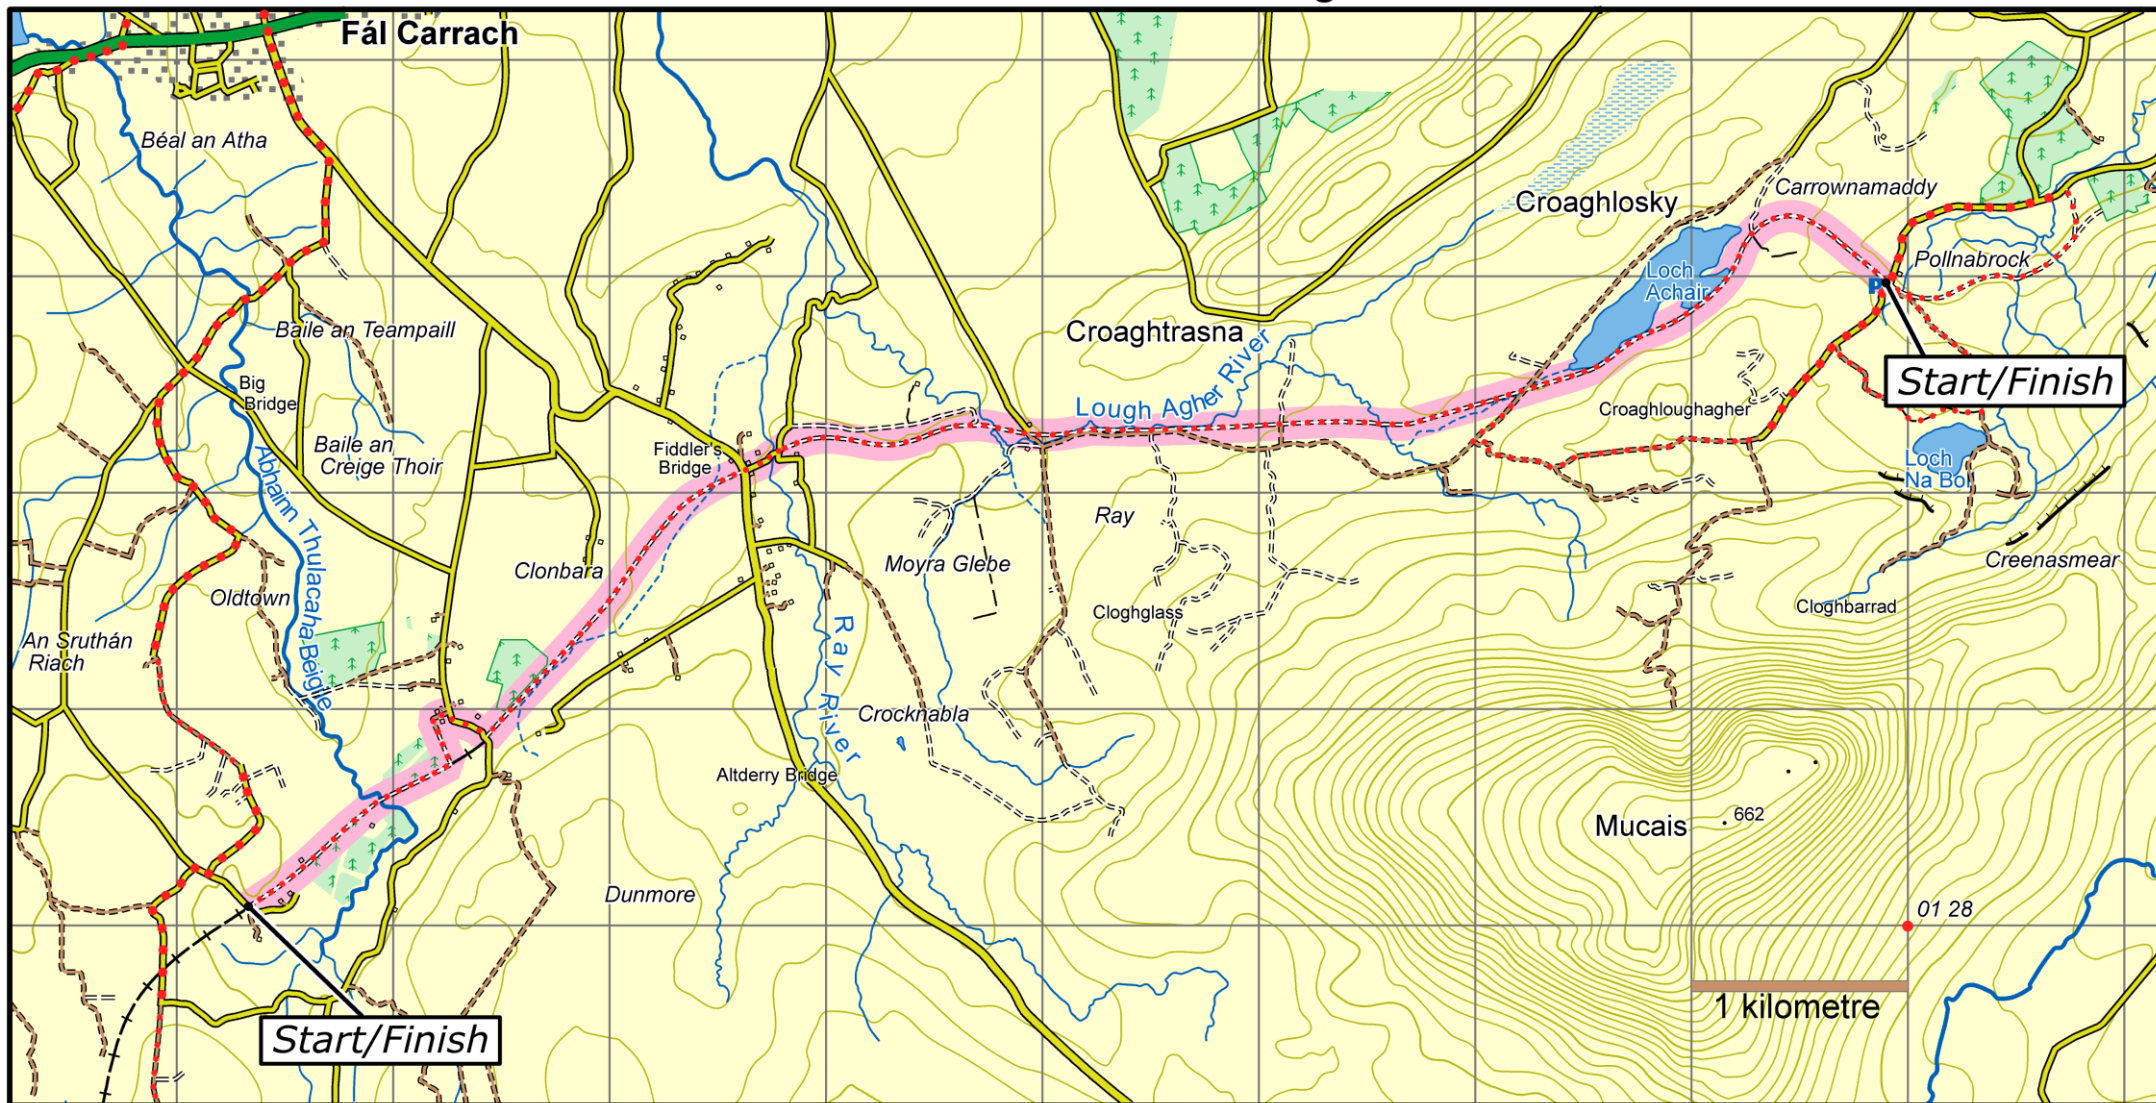 Fál Carrach
Béal an Atha
Carrownamaddy
Croaghlosky
Pollnabrock
Loch
Achair
P
Baile an Teampaill
Croaghtrasna
Start/Finish
Big
Bridge
Lough Agher River
Croaghloughagher
Baile an
Creige Thoir
Fiddler's
Bridge
Loch
Na Bol
Abhainn Thulacaha Beigile
Ray
Clonbara
Moyra Glebe
Creenasmear
Oldtown
Cloghglass
Cloghbarrad
An Sruthán
Riach
Ray River
Crocknabla
Altderry Bridge
662
Mucais
Dunmore
01 28
1 kilometre
Start/Finish